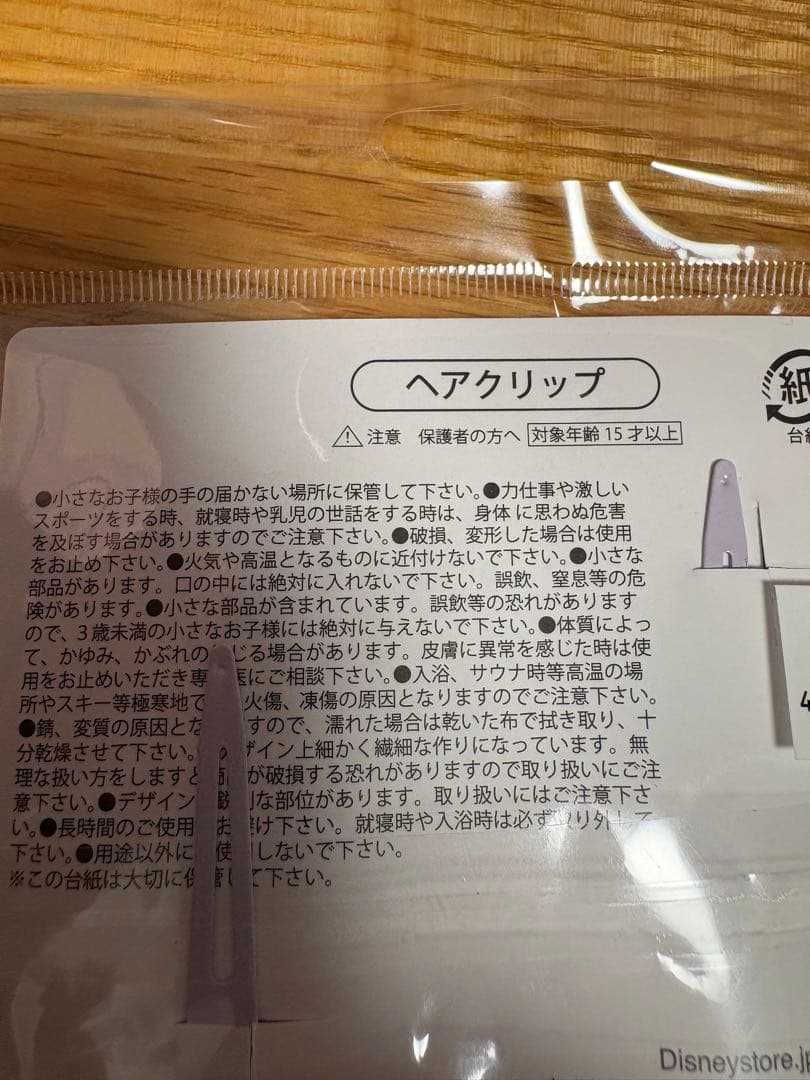 ヘアクリップ
紙
台紙
注意 保護者の方へ 対象年齢15才以上
●小さなお子様の手の届かない場所に保管して下さい。●力仕事や激しい
スポーツをする時、就寝時や乳児の世話をする時は、身体に思わぬ危害
を及ぼす場合がありますのでご注意下さい。●破損、変形した場合は使用
をお止め下さい。●火気や高温となるものに近付けないで下さい。●小さな
部品があります。口の中には絶対に入れないで下さい。誤飲、窒息等の危
険があります。●小さな部品が含まれています。誤飲等の恐れがあります
ので、3歳未満の小さなお子様には絶対に与えないで下さい。●体質によっ
て、かゆみ、かぶれの じる場合があります。皮膚に異常を感じた時は使
用をお止めいただき専 医にご相談下さい。●入浴、サウナ時等高温の場
所やスキー等極寒地で 火傷、凍傷の原因となりますのでご注意下さい。
●錆、変質の原因とな すので、濡れた場合は乾いた布で拭き取り、十
分乾燥させて下さい。 デザイン上細かく繊細な作りになっています。無
理な扱い方をしますと商 が破損する恐れがありますので取り扱いにご注
意下さい。●デザイン 鋭利な部位があります。取り扱いにはご注意下さ
い。●長時間のご使用 お避け下さい。就寝時や入浴時は必ず取り外して
下さい。●用途以外に 使用しないで下さい。
※この台紙は大切に保管して下さい。
4
Disneystore.jp